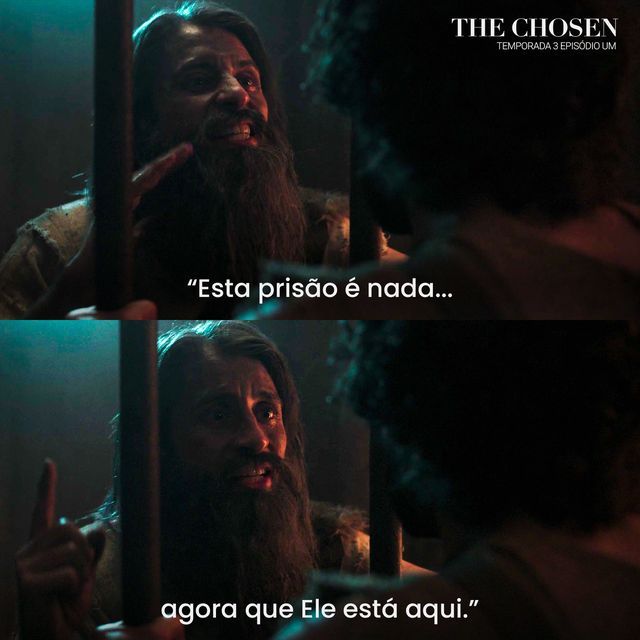 THE CHOSEN
TEMPORADA 3 EPISÓDIO UM
“Esta prisão é nada...
agora que Ele está aqui.”